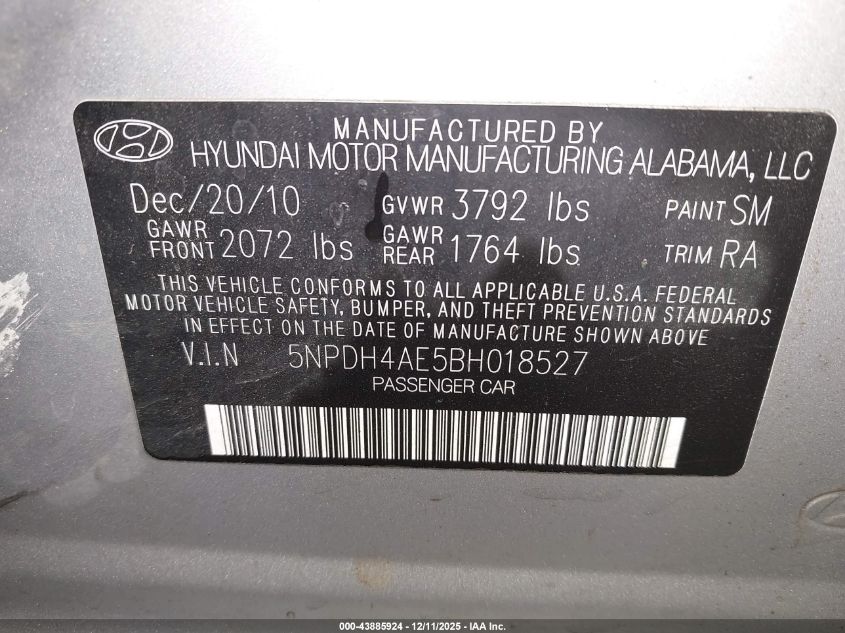 MANUFACTURED BY
HYUNDAI MOTOR MANUFACTURING ALABAMA, LLC
Dec/20/10 GVWR 3792 lbs PAINT SM
GAWR FRONT 2072 lbs GAWR REAR 1764 lbs TRIM RA
THIS VEHICLE CONFORMS TO ALL APPLICABLE U.S.A. FEDERAL
MOTOR VEHICLE SAFETY, BUMPER, AND THEFT PREVENTION STANDARDS
IN EFFECT ON THE DATE OF MANUFACTURE SHOWN ABOVE
V.I.N 5NPDH4AE5BH018527
PASSENGER CAR
000-43885924 - 12/11/2025 - IAA Inc.